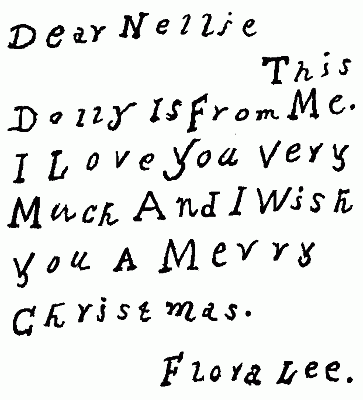 Dear Nellie
This
Dolly Is From Me.
I Love you Very
Much And I Wish
you A Merry
Christmas.
Flora Lee.